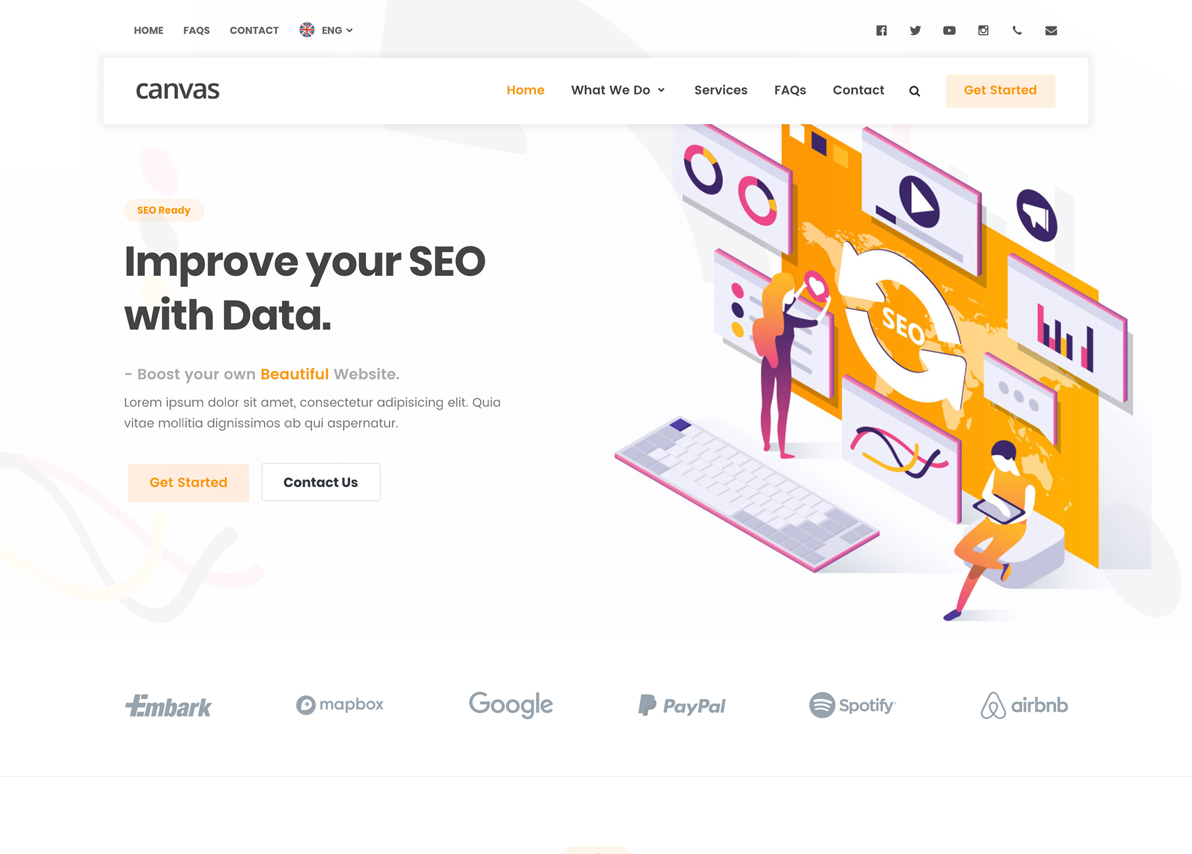 HOME FAQS CONTACT ENG
canvas
Home What We Do Services FAQs Contact Get Started
SEO Ready
Improve your SEO
with Data.
- Boost your own Beautiful Website.
Lorem ipsum dolor sit amet, consectetur adipisicing elit. Quia
vitae mollitia dignissimos ab qui aspernatur.
Get Started Contact Us
SEO
Embark mapbox Google PayPal Spotify airbnb